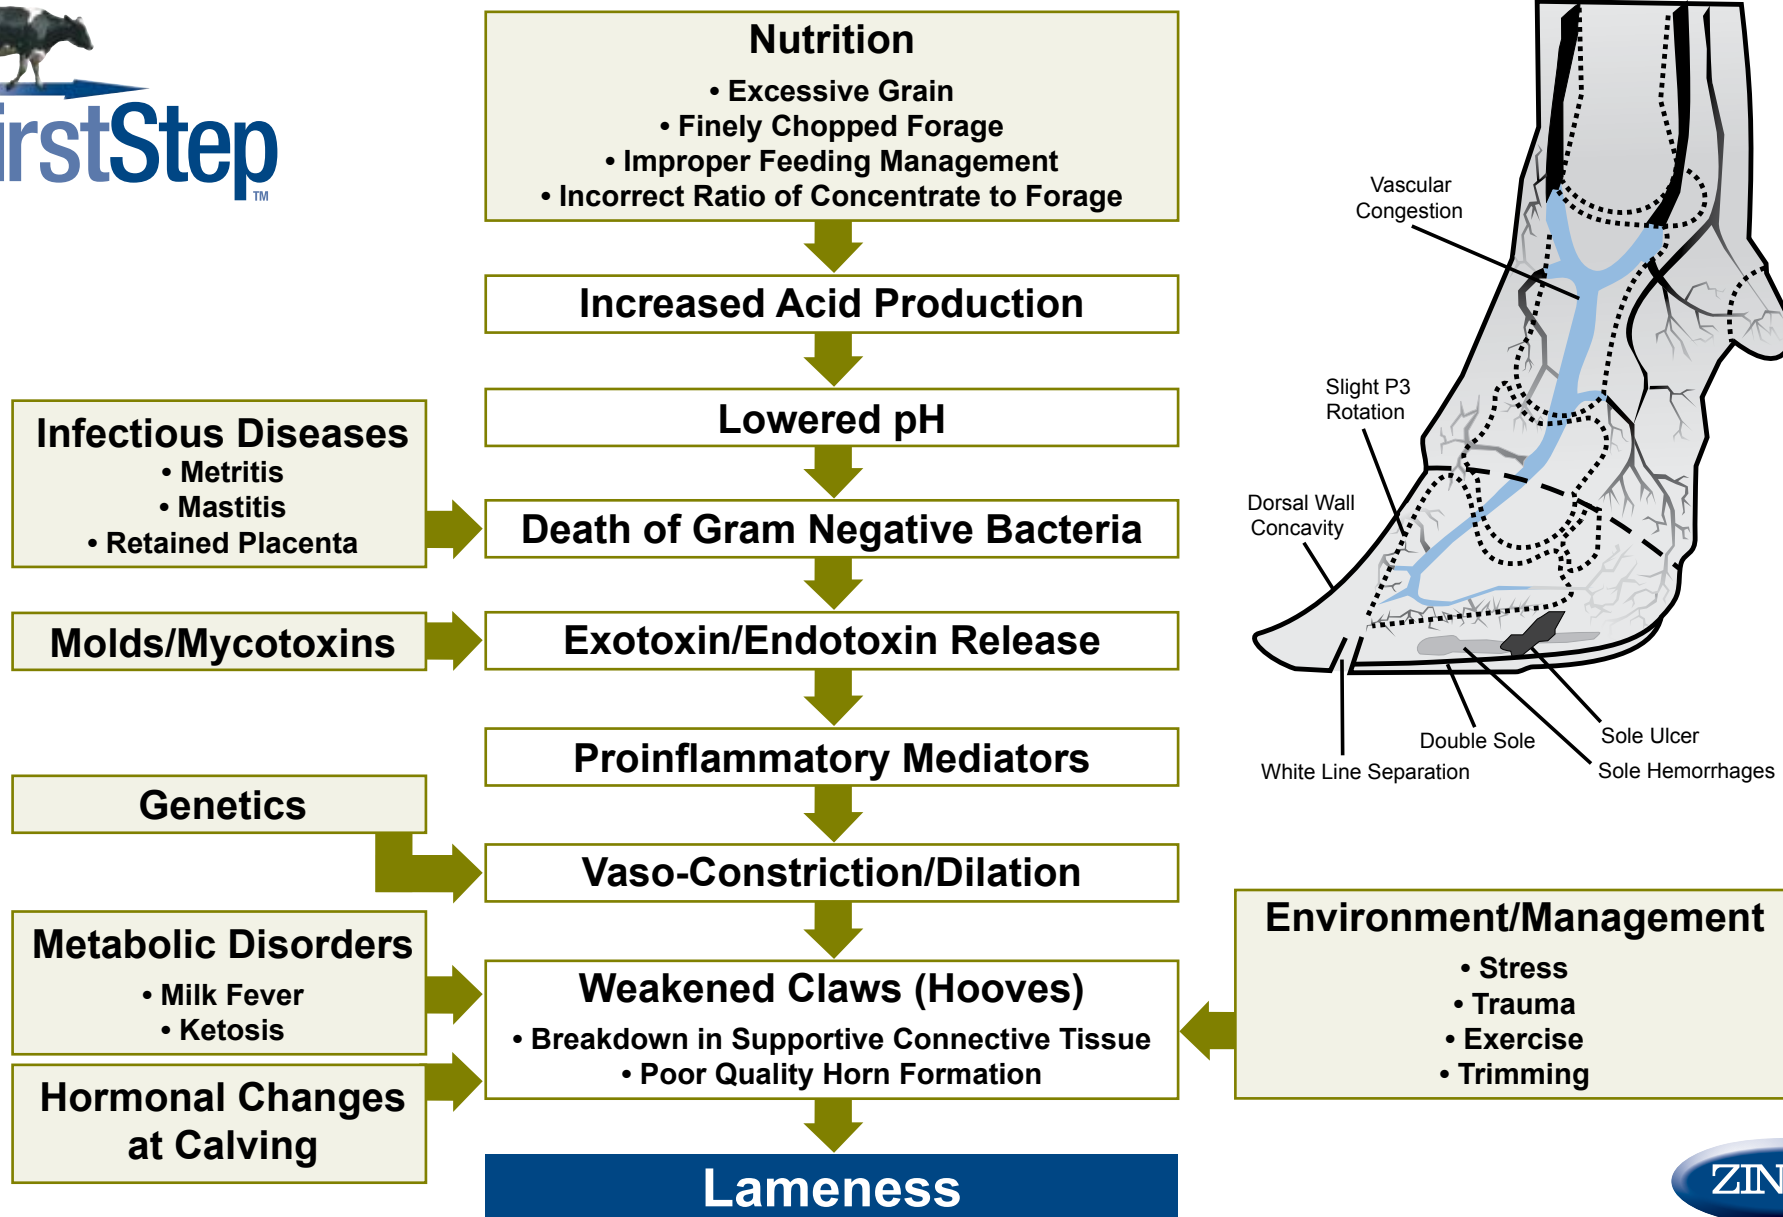 irstStep
TM
Nutrition
• Excessive Grain
• Finely Chopped Forage
• Improper Feeding Management
• Incorrect Ratio of Concentrate to Forage
Increased Acid Production
Lowered pH
Infectious Diseases
• Metritis
• Mastitis
• Retained Placenta
Death of Gram Negative Bacteria
Molds/Mycotoxins
Exotoxin/Endotoxin Release
Proinflammatory Mediators
Genetics
Vaso-Constriction/Dilation
Metabolic Disorders
• Milk Fever
• Ketosis
Hormonal Changes
at Calving
Weakened Claws (Hooves)
• Breakdown in Supportive Connective Tissue
• Poor Quality Horn Formation
Environment/Management
• Stress
• Trauma
• Exercise
• Trimming
Lameness
Vascular
Congestion
Slight P3
Rotation
Dorsal Wall
Concavity
Double Sole
White Line Separation
Sole Ulcer
Sole Hemorrhages
ZIN